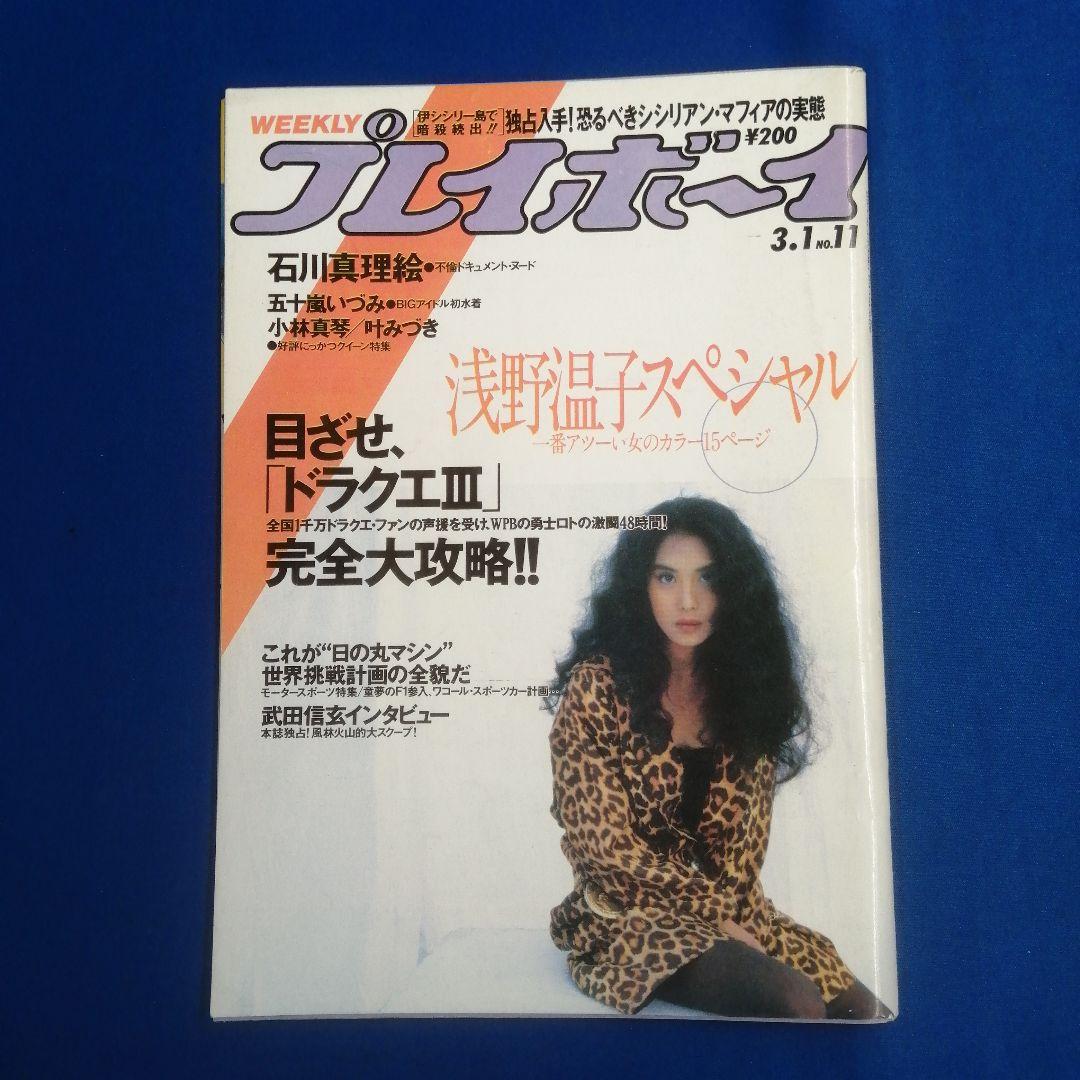 WEEKLY
[伊シシリー島で
暗殺続出!!]
独占入手!恐るべきシシリアン・マフィアの実態
¥200
プレイボーイ
3.1 NO.11
石川真理絵●不倫ドキュメント・ヌード
五十嵐いづみ●BIGアイドル初水着
小林真琴/叶みづき
●好評にっかつクイーン特集
浅野温子スペシャル
一番アツーい女のカラー15ページ
目ざせ、
「ドラクエIII」
全国1千万ドラクエ・ファンの声援を受け、WPBの勇士ロトの激闘48時間!
完全大攻略!!
これが“日の丸マシン”
世界挑戦計画の全貌だ
モータースポーツ特集/童夢のF1参入、ワコール・スポーツカー計画…
武田信玄インタビュー
本誌独占!風林火山的大スクープ!